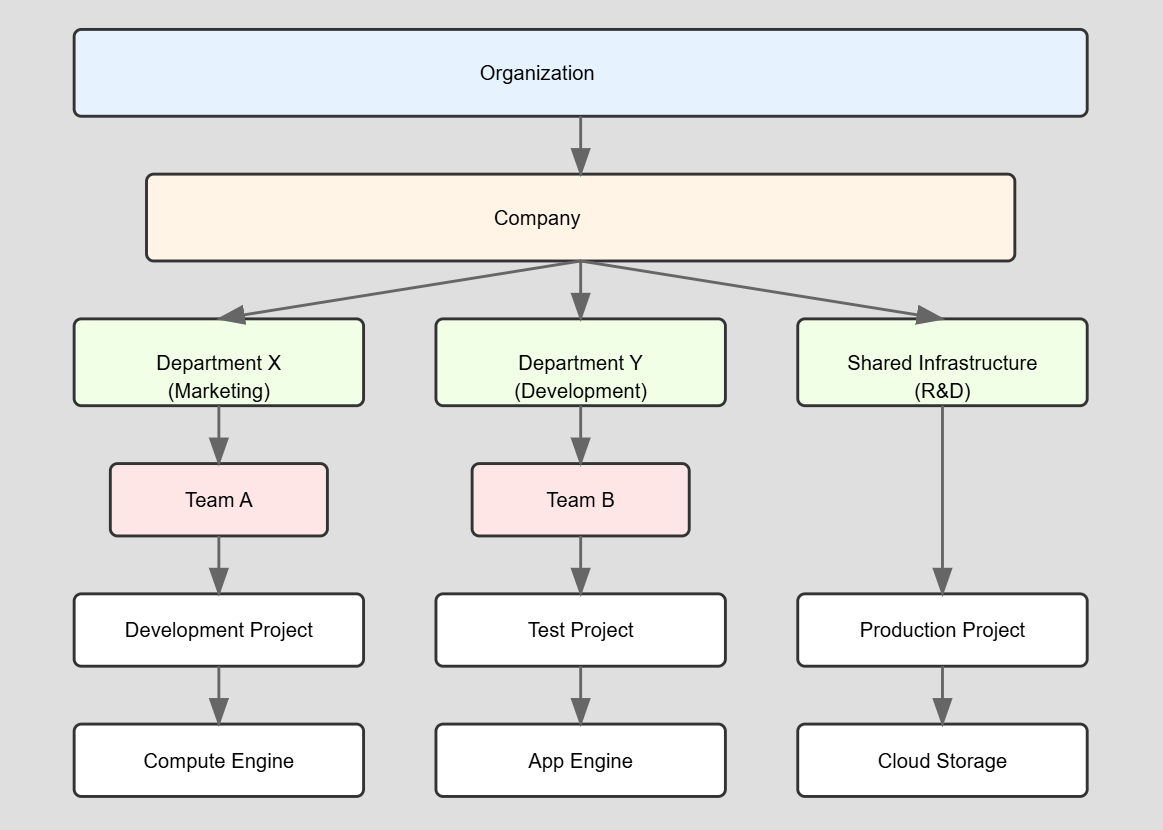 Organization
Company
Department X
(Marketing)
Department Y
(Development)
Shared Infrastructure
(R&D)
Team A
Team B
Development Project
Test Project
Production Project
Compute Engine
App Engine
Cloud Storage